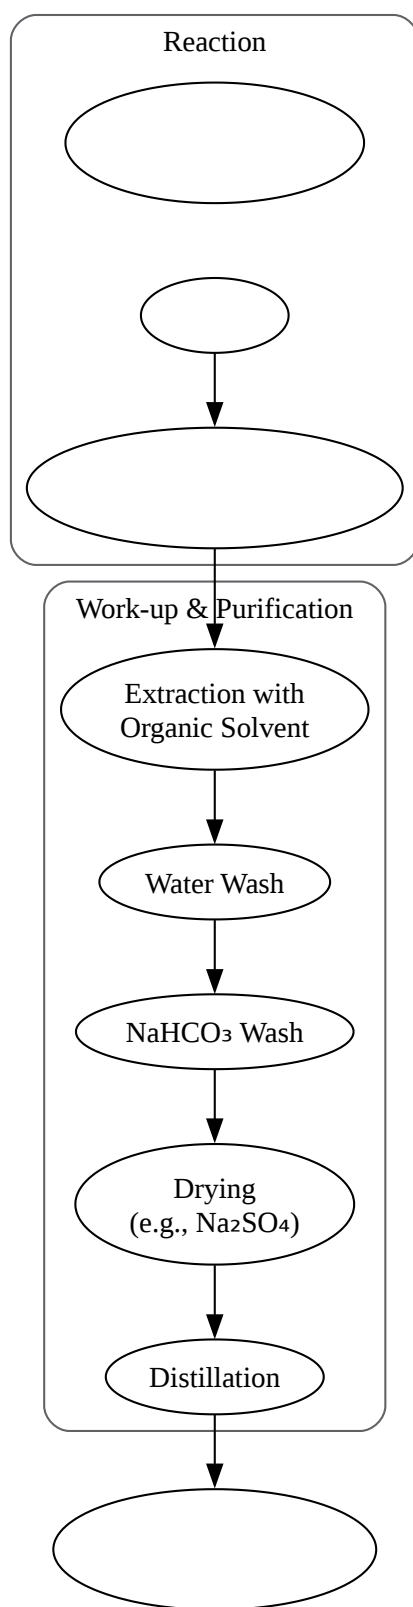 Reaction
Work-up & Purification
Extraction with
Organic Solvent
Water Wash
NaHCO₃ Wash
Drying
(e.g., Na₂SO₄)
Distillation